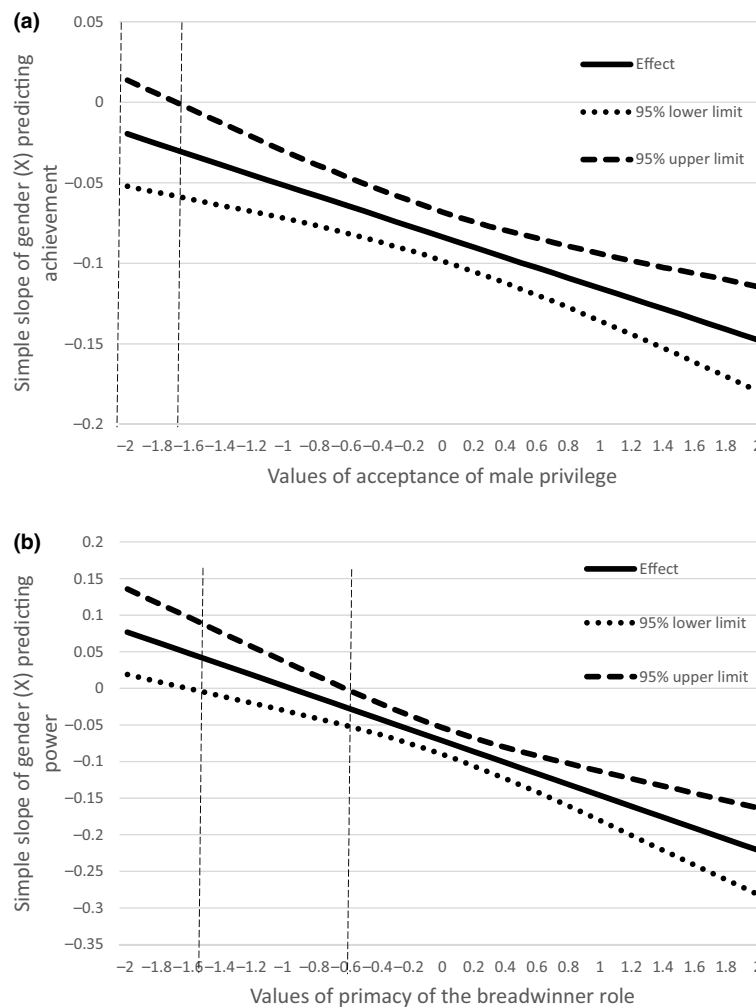 (a)
0.05
0
−0.05
−0.1
−0.15
−0.2
Simple slope of gender (X) predicting
achievement
Effect
95% lower limit
95% upper limit
−2 −1.8 −1.6 −1.4 −1.2 −1 −0.8 −0.6 −0.4 −0.2 0 0.2 0.4 0.6 0.8 1 1.2 1.4 1.6 1.8 2
Values of acceptance of male privilege
(b)
0.2
0.15
0.1
0.05
0
−0.05
−0.1
−0.15
−0.2
−0.25
−0.3
−0.35
Simple slope of gender (X) predicting
power
Effect
95% lower limit
95% upper limit
−2 −1.8 −1.6 −1.4 −1.2 −1 −0.8 −0.6 −0.4 −0.2 0 0.2 0.4 0.6 0.8 1 1.2 1.4 1.6 1.8 2
Values of primacy of the breadwinner role